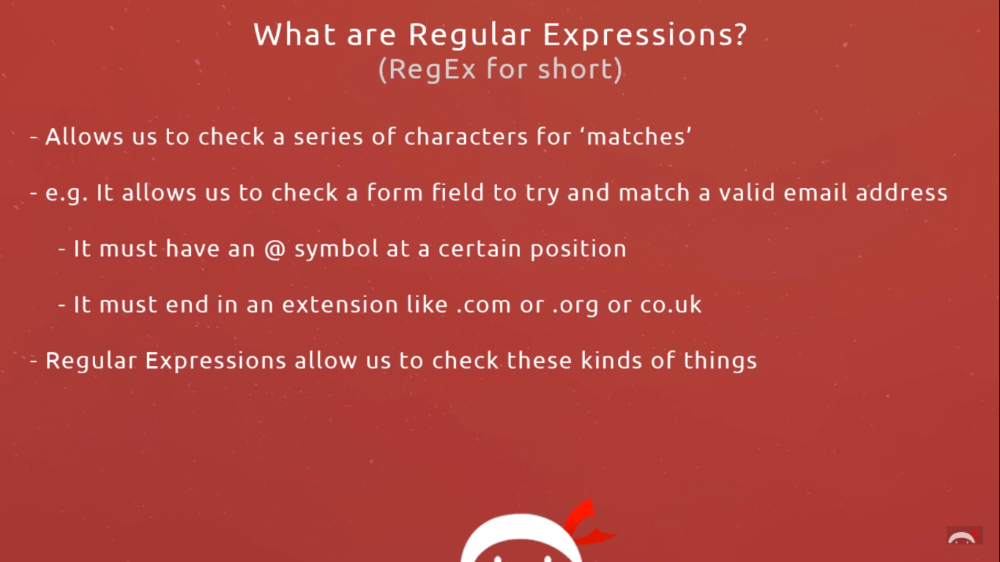 What are Regular Expressions?
(RegEx for short)
- Allows us to check a series of characters for ‘matches’
- e.g. It allows us to check a form field to try and match a valid email address
- It must have an @ symbol at a certain position
- It must end in an extension like .com or .org or co.uk
- Regular Expressions allow us to check these kinds of things